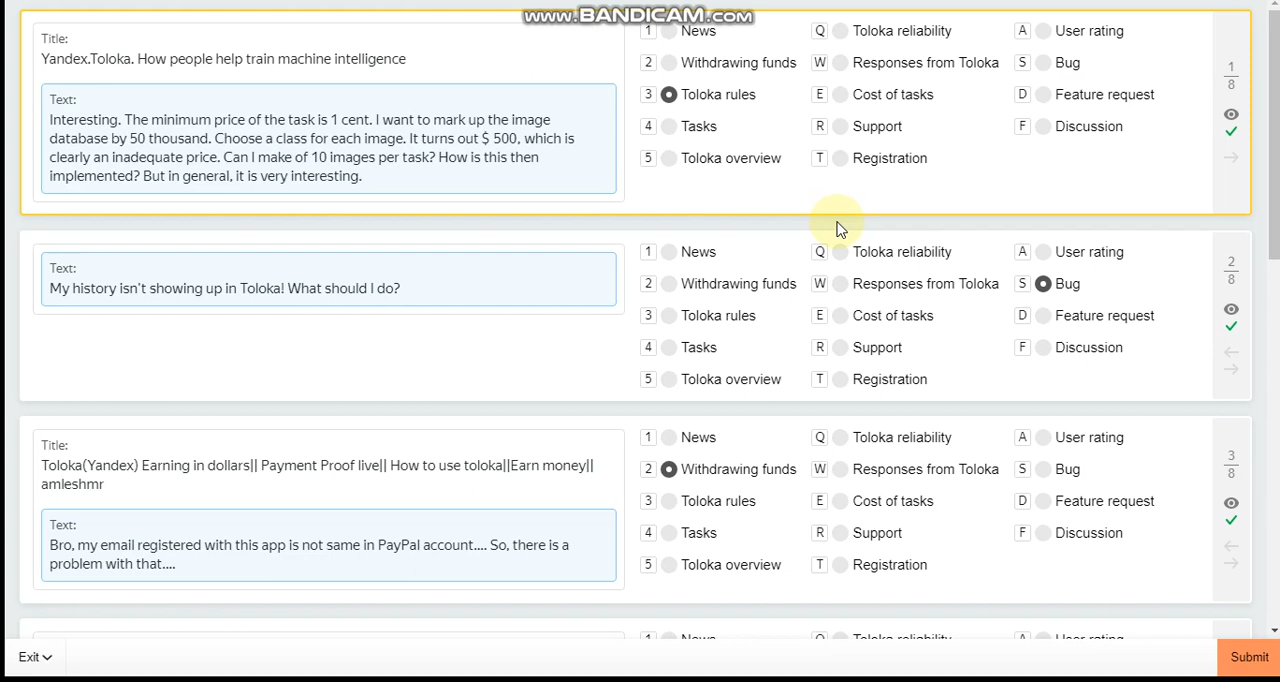 www.BANDICAM.com
Title:
Yandex.Toloka. How people help train machine intelligence
Text:
Interesting. The minimum price of the task is 1 cent. I want to mark up the image
database by 50 thousand. Choose a class for each image. It turns out $ 500, which is
clearly an inadequate price. Can I make of 10 images per task? How is this then
implemented? But in general, it is very interesting.
1 News Q Toloka reliability A User rating
2 Withdrawing funds W Responses from Toloka S Bug
3 Toloka rules E Cost of tasks D Feature request
4 Tasks R Support F Discussion
5 Toloka overview T Registration
1
8
Text:
My history isn't showing up in Toloka! What should I do?
1 News Q Toloka reliability A User rating
2 Withdrawing funds W Responses from Toloka S Bug
3 Toloka rules E Cost of tasks D Feature request
4 Tasks R Support F Discussion
5 Toloka overview T Registration
2
8
Title:
Toloka(Yandex) Earning in dollars|| Payment Proof live|| How to use toloka||Earn money||
amleshmr
Text:
Bro, my email registered with this app is not same in PayPal account.... So, there is a
problem with that....
1 News Q Toloka reliability A User rating
2 Withdrawing funds W Responses from Toloka S Bug
3 Toloka rules E Cost of tasks D Feature request
4 Tasks R Support F Discussion
5 Toloka overview T Registration
3
8
1 News Q Toloka reliability A User rating
Exit Submit